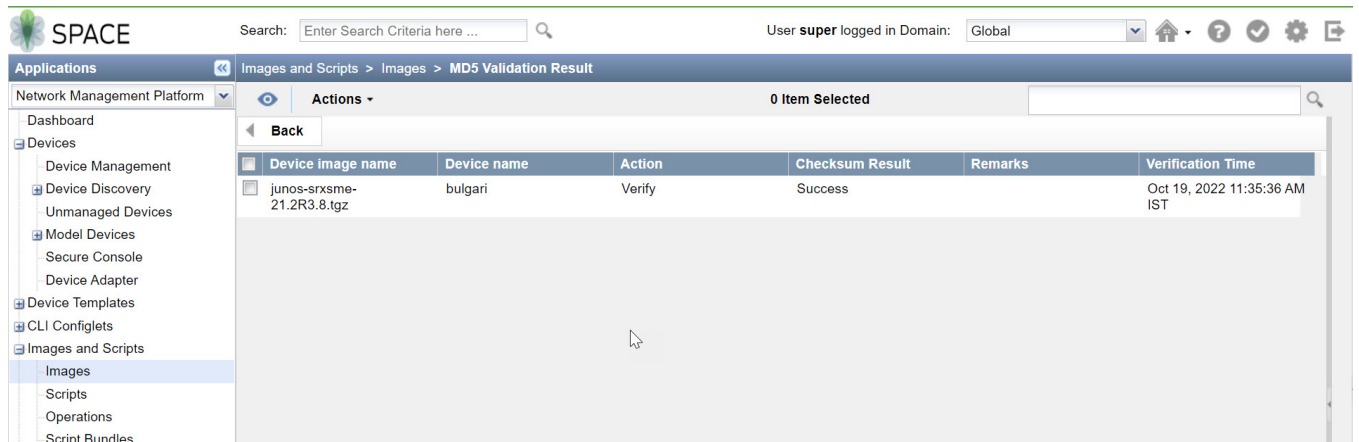 SPACE
Search: Enter Search Criteria here ...
User super logged in Domain: Global
Applications
Images and Scripts > Images > MD5 Validation Result
Network Management Platform
Actions
0 Item Selected
Dashboard
Back
Devices
Device Management
Device Discovery
Unmanaged Devices
Model Devices
Secure Console
Device Adapter
Device Templates
CLI Configlets
Images and Scripts
Images
Scripts
Operations
Script Bundles
Device image name Device name Action Checksum Result Remarks Verification Time
junos-srxsme- bulgari Verify Success Oct 19, 2022 11:35:36 AM
21.2R3.8.tgz IST